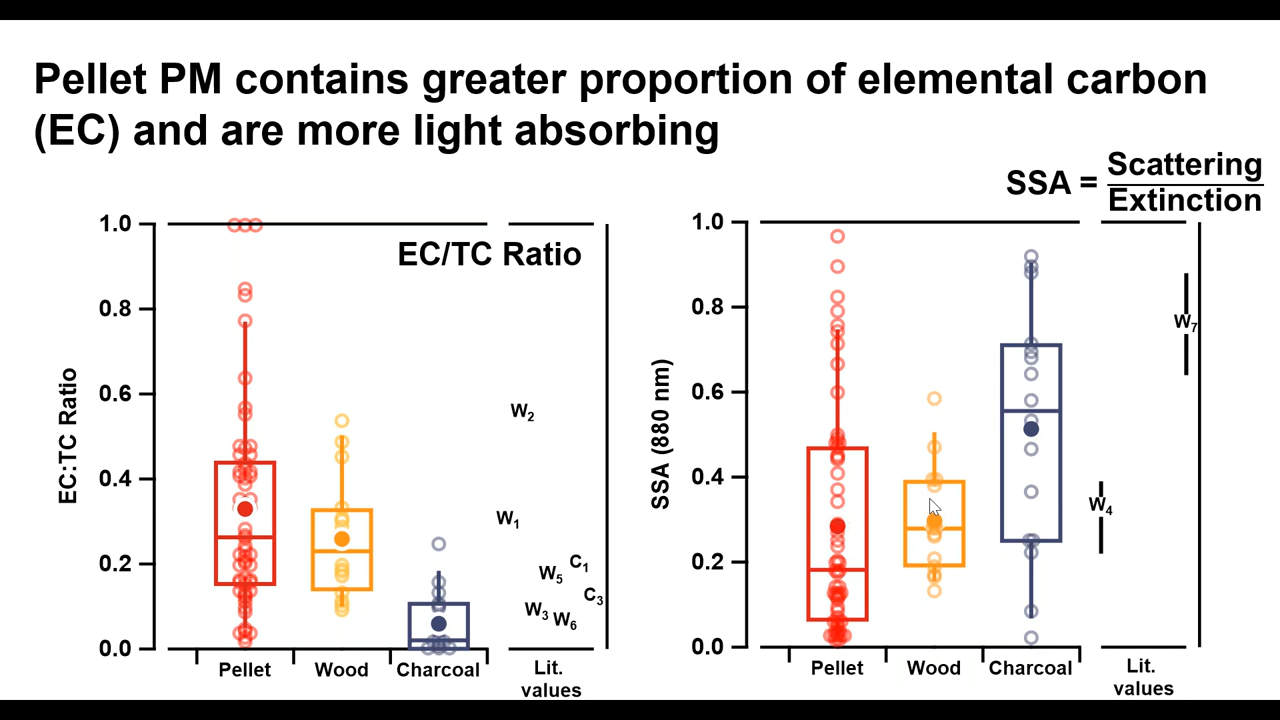 Pellet PM contains greater proportion of elemental carbon
(EC) and are more light absorbing
SSA = Scattering
Extinction
EC/TC Ratio
EC:TC Ratio
1.0
0.8
0.6
0.4
0.2
0.0
W2
W1
C1
W5
C3
W3 W6
Pellet Wood Charcoal Lit.
values
SSA (880 nm)
1.0
0.8
0.6
0.4
0.2
0.0
W7
W4
Pellet Wood Charcoal Lit.
values